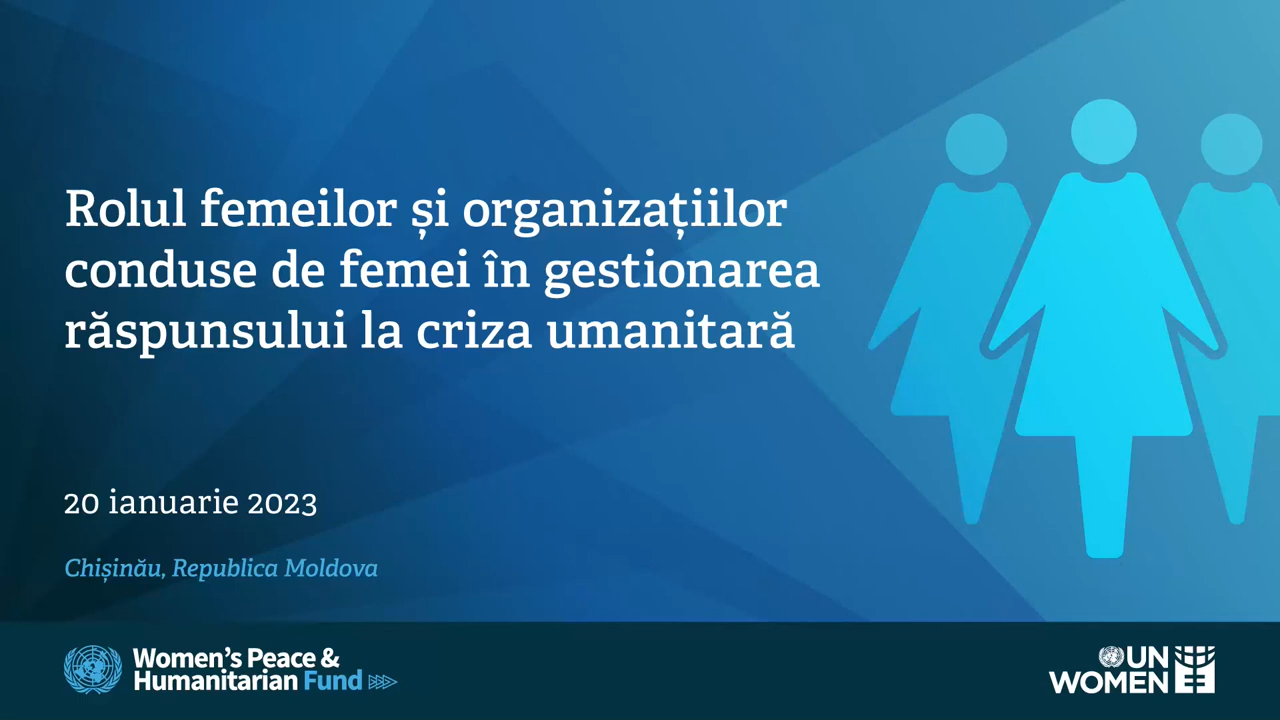 Rolul femeilor și organizațiilor
conduse de femei în gestionarea
răspunsului la criza umanitară
20 ianuarie 2023
Chișinău, Republica Moldova
Women's Peace &
Humanitarian Fund
UN
WOMEN